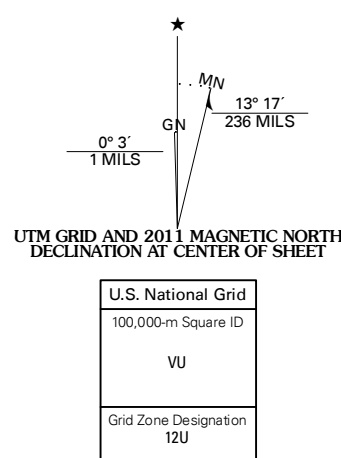 ★
MN
GN
13° 17´
236 MILS
0° 3´
1 MILS
UTM GRID AND 2011 MAGNETIC NORTH
DECLINATION AT CENTER OF SHEET
U.S. National Grid
100,000-m Square ID
VU
Grid Zone Designation
12U